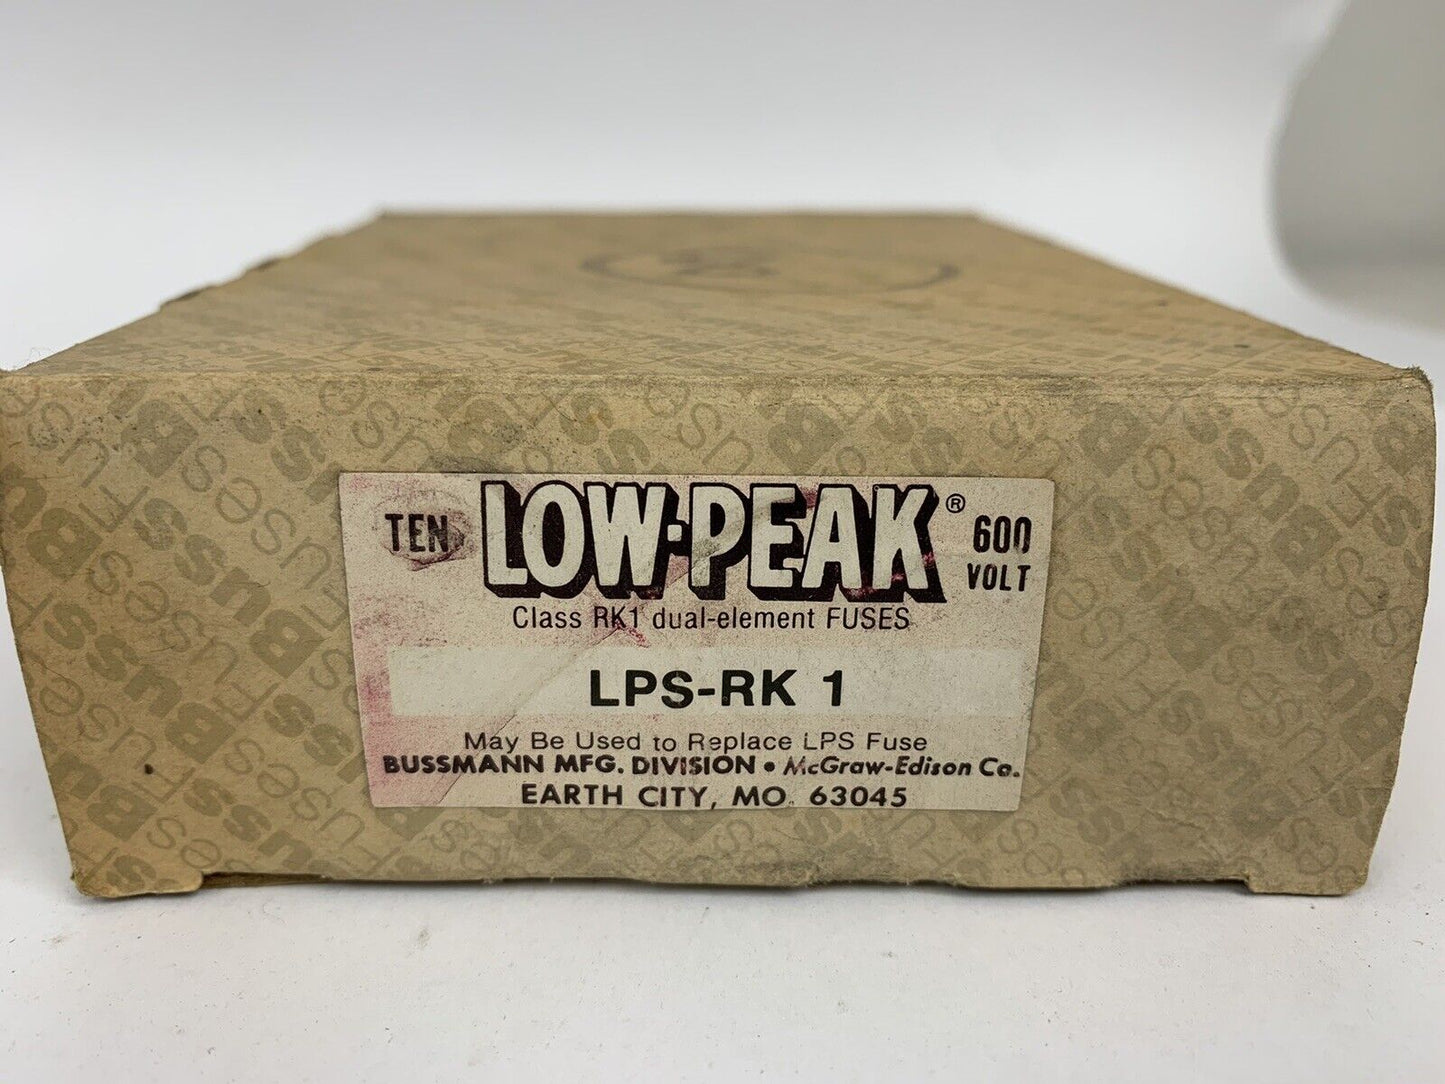 TEN LOW-PEAK® 600 VOLT
Class RK1 dual-element FUSES
LPS-RK 1
May Be Used to Replace LPS Fuse
BUSSMANN MFG. DIVISION • McGraw-Edison Co.
EARTH CITY, MO. 63045